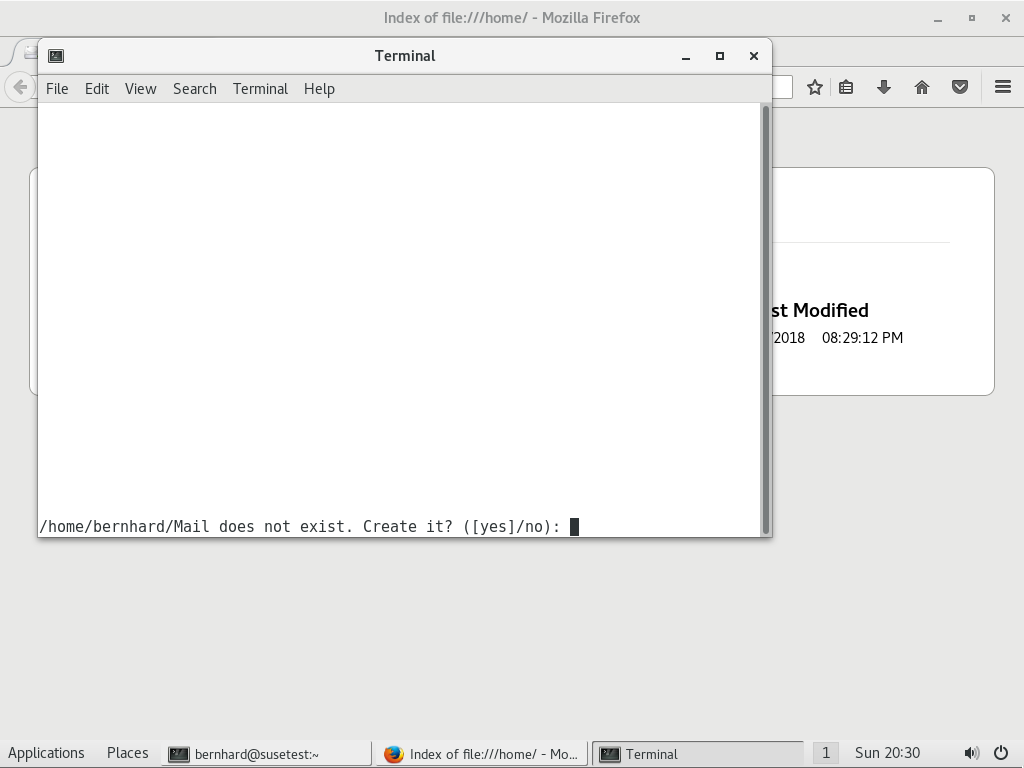 Index of file:///home/ - Mozilla Firefox
Terminal
File Edit View Search Terminal Help
st Modified
/2018 08:29:12 PM
/home/bernhard/Mail does not exist. Create it? ([yes]/no):
Applications Places bernhard@susetest:~ Index of file:///home/ - Mo... Terminal 1 Sun 20:30